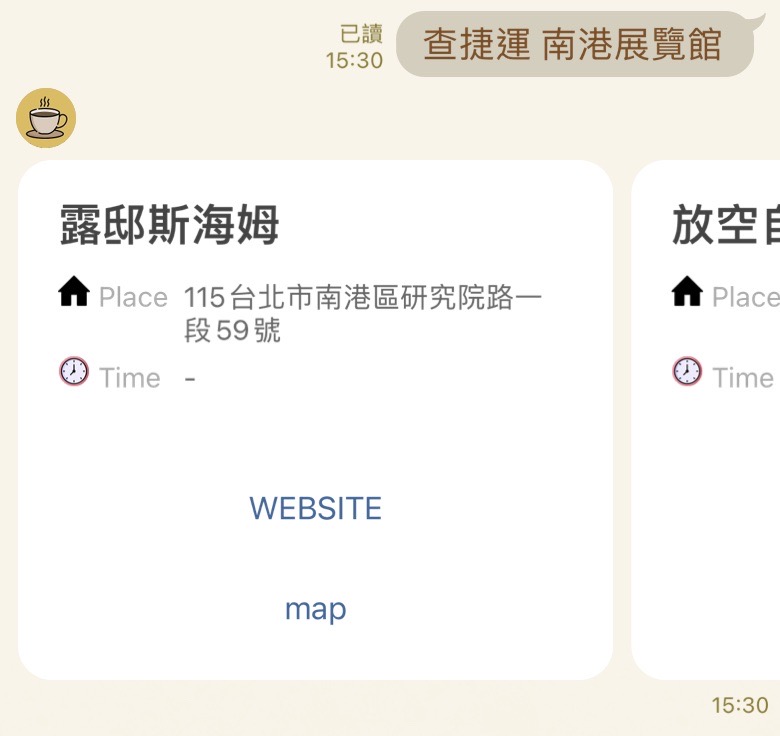 已讀
15:30
查捷運 南港展覽館
露邸斯海姆
Place 115台北市南港區研究院路一
段59號
Time -
WEBSITE
map
放空
Place
Time
15:30